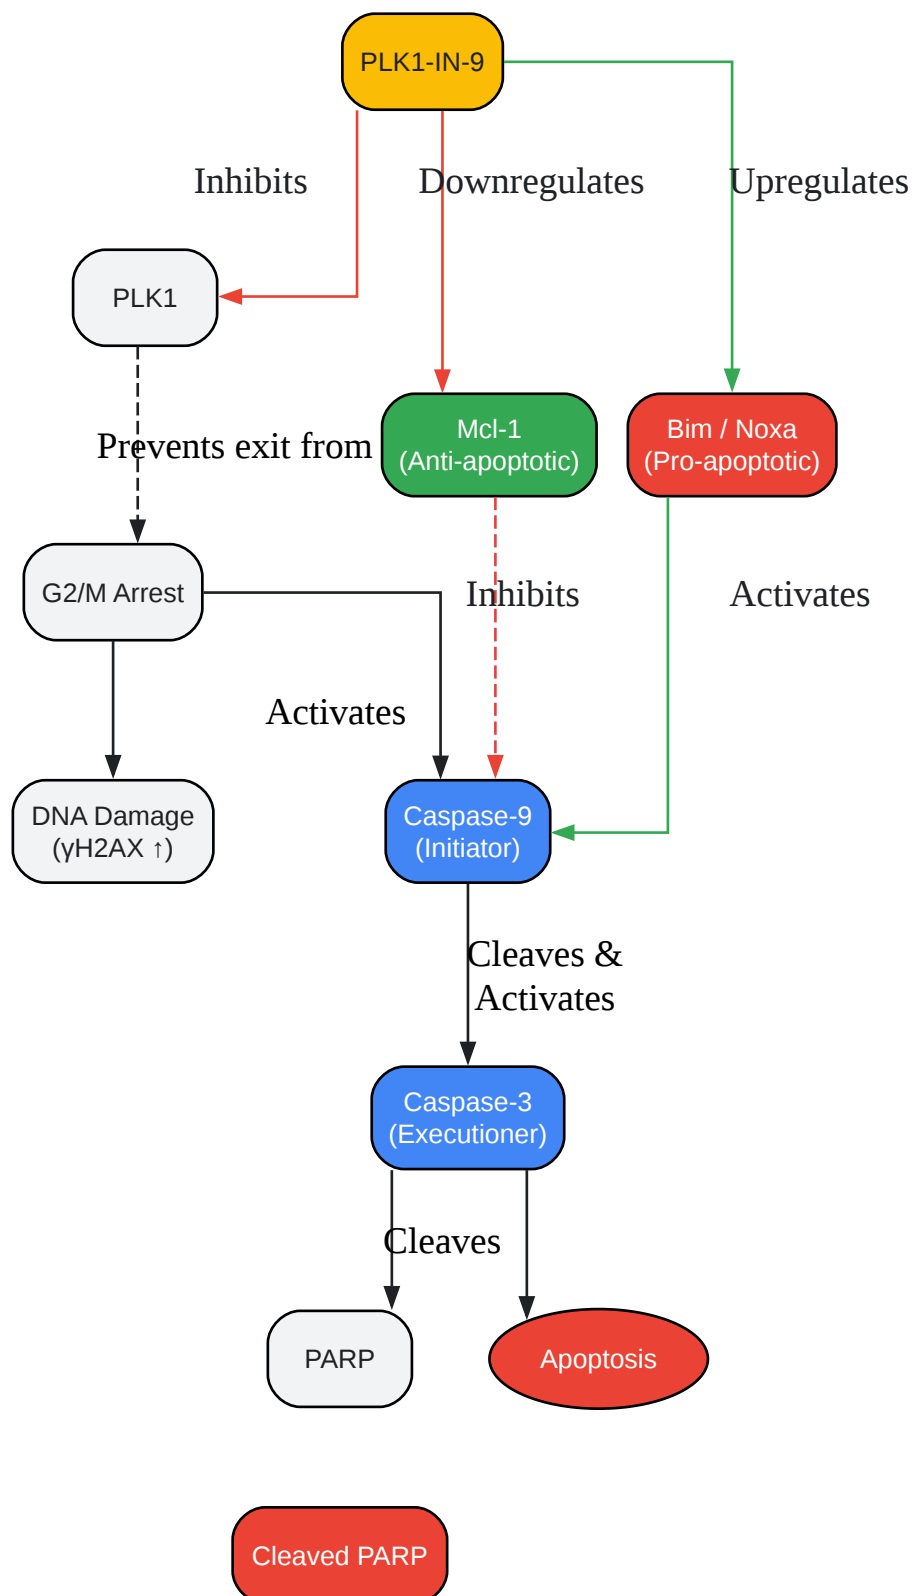 PLK1-IN-9
Inhibits
Downregulates
Upregulates
PLK1
Prevents exit from
Mcl-1
(Anti-apoptotic)
Bim / Noxa
(Pro-apoptotic)
G2/M Arrest
Inhibits
Activates
Activates
DNA Damage
(γH2AX ↑)
Caspase-9
(Initiator)
Cleaves &
Activates
Caspase-3
(Executioner)
Cleaves
PARP
Apoptosis
Cleaved PARP